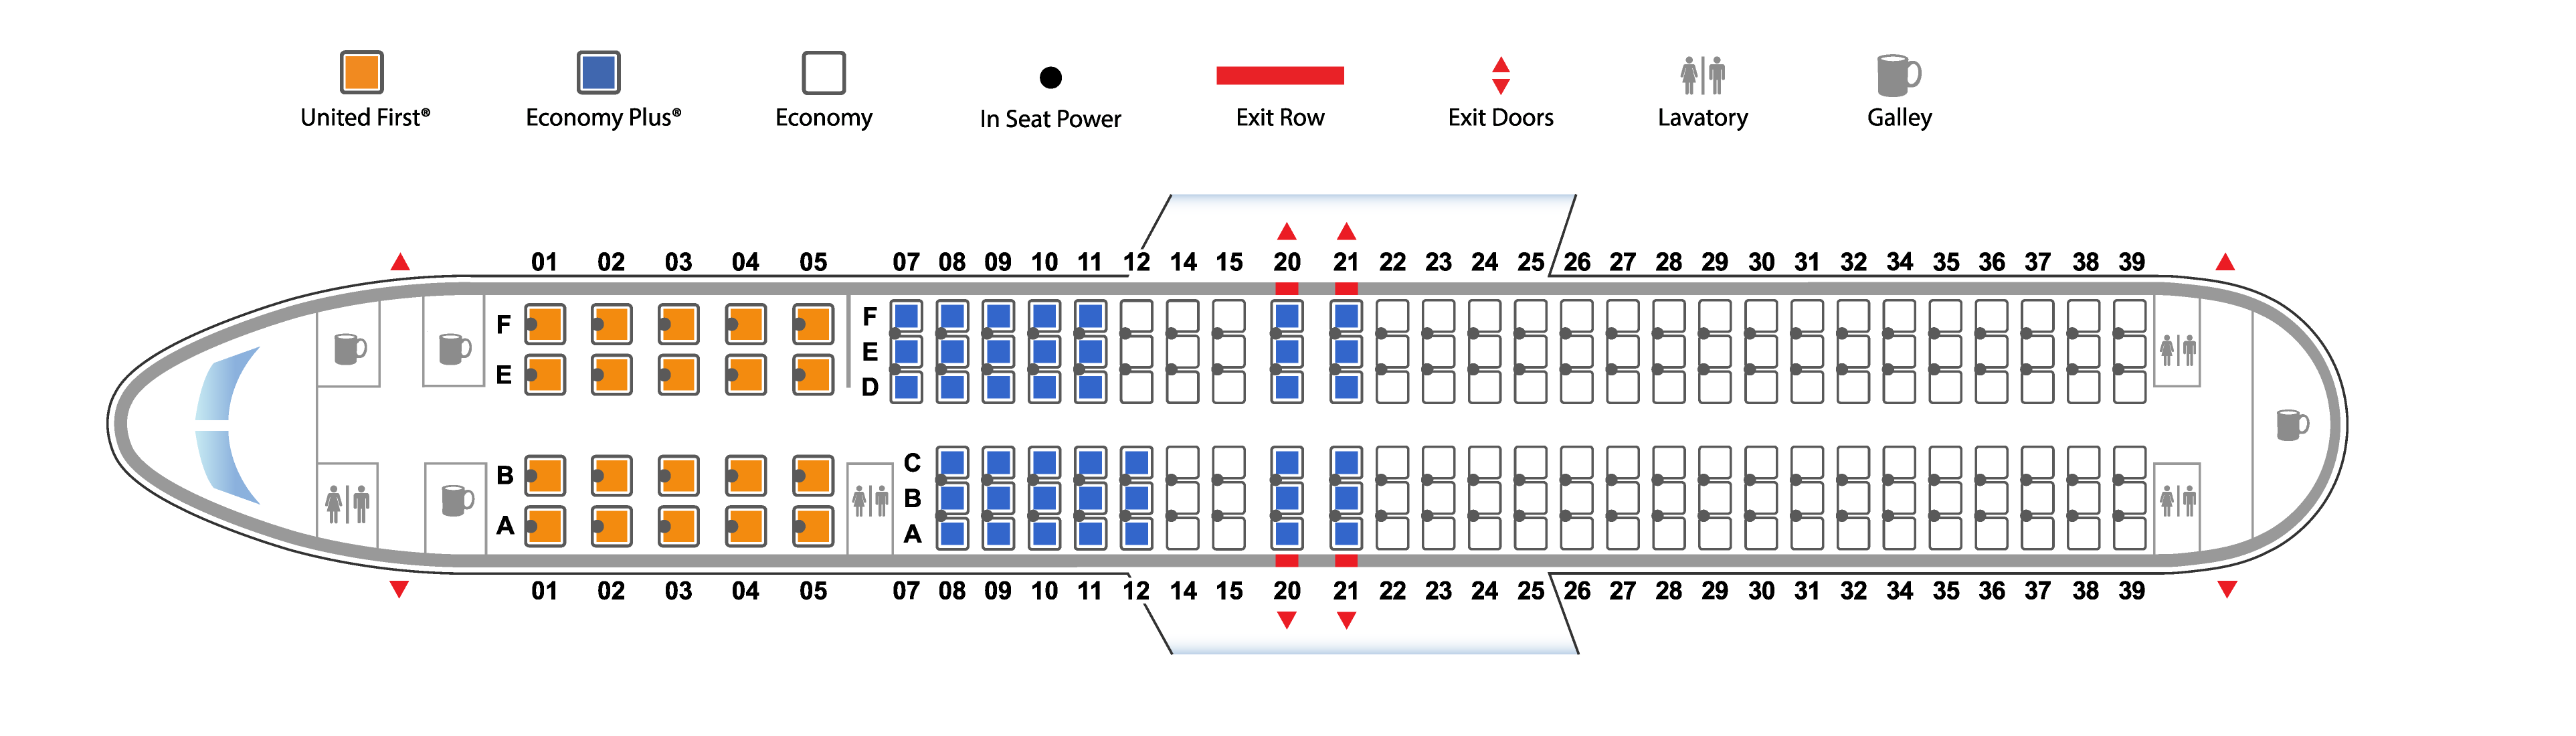 United First® Economy Plus® Economy In Seat Power Exit Row Exit Doors Lavatory Galley
01 02 03 04 05 07 08 09 10 11 12 14 15 20 21 22 23 24 25 26 27 28 29 30 31 32 34 35 36 37 38 39
F F
E E
D
B C
B
A A
01 02 03 04 05 07 08 09 10 11 12 14 15 20 21 22 23 24 25 26 27 28 29 30 31 32 34 35 36 37 38 39